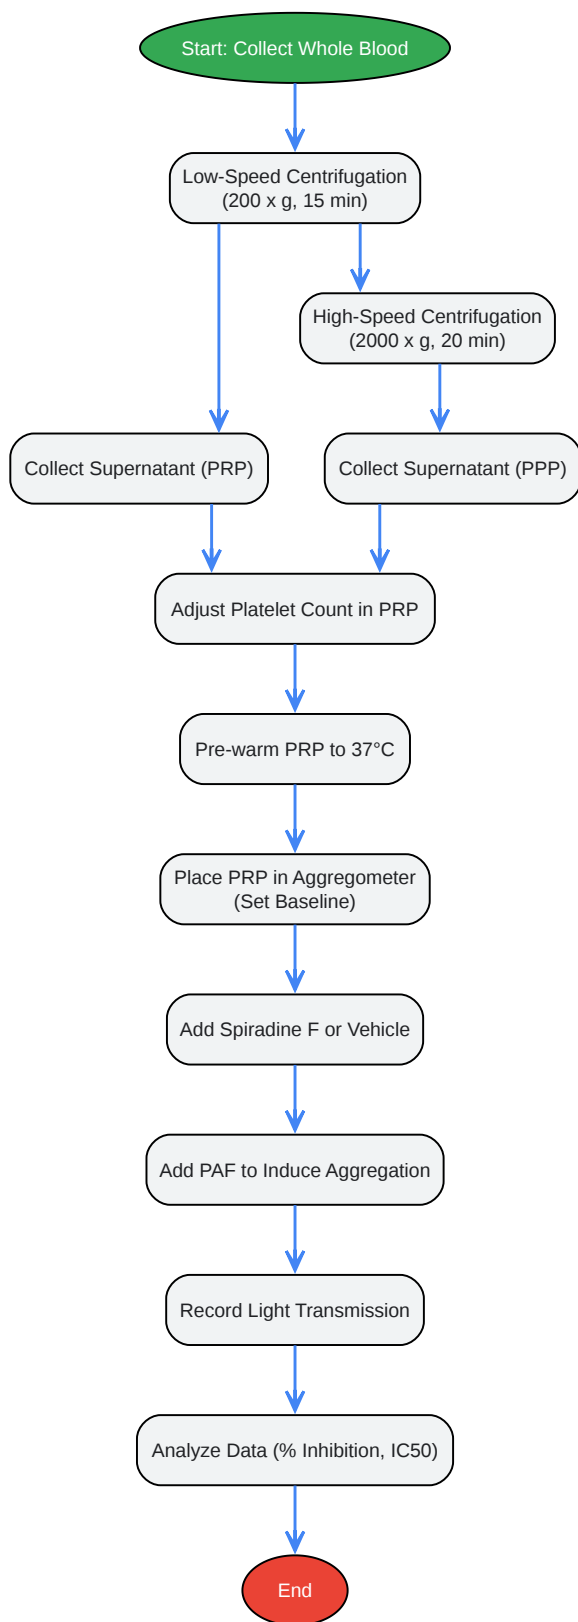 Start: Collect Whole Blood
Low-Speed Centrifugation
(200 x g, 15 min)
High-Speed Centrifugation
(2000 x g, 20 min)
Collect Supernatant (PRP)
Collect Supernatant (PPP)
Adjust Platelet Count in PRP
Pre-warm PRP to 37°C
Place PRP in Aggregometer
(Set Baseline)
Add Spiradine F or Vehicle
Add PAF to Induce Aggregation
Record Light Transmission
Analyze Data (% Inhibition, IC50)
End